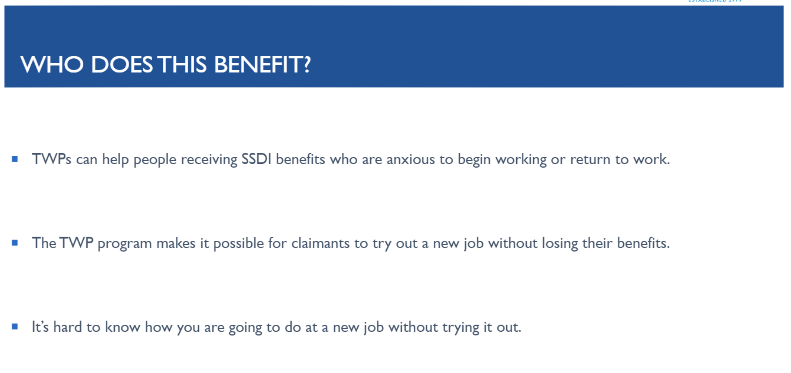 WHO DOES THIS BENEFIT?
TWPs can help people receiving SSDI benefits who are anxious to begin working or return to work.
The TWP program makes it possible for claimants to try out a new job without losing their benefits.
It's hard to know how you are going to do at a new job without trying it out.